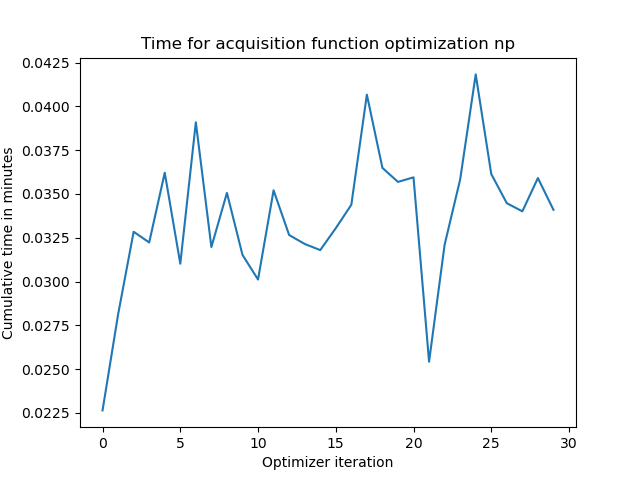 Time for acquisition function optimization np
Cumulative time in minutes
0.0425
0.0400
0.0375
0.0350
0.0325
0.0300
0.0275
0.0250
0.0225
0 5 10 15 20 25 30
Optimizer iteration